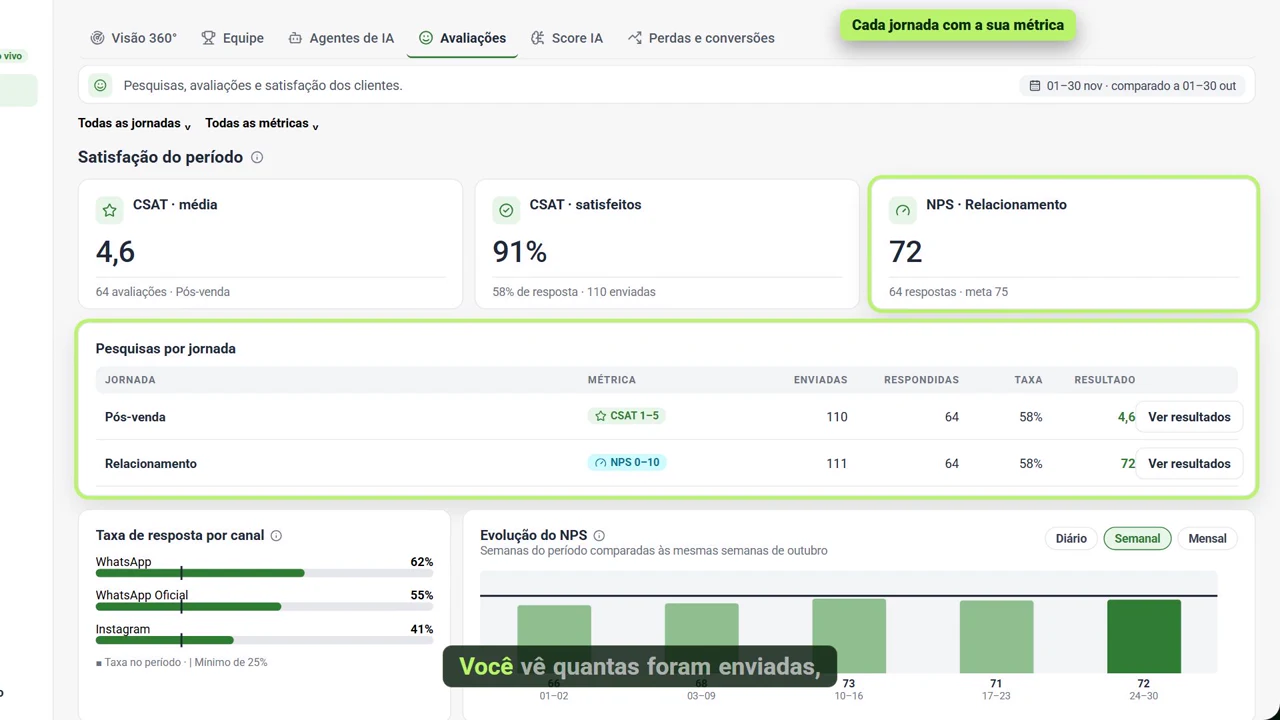 Cada jornada com a sua métrica
Visão 360° Equipe Agentes de IA Avaliações Score IA Perdas e conversões
o vivo
Pesquisas, avaliações e satisfação dos clientes. 01–30 nov · comparado a 01–30 out
Todas as jornadas Todas as métricas
Satisfação do período
CSAT · média CSAT · satisfeitos NPS · Relacionamento
4,6 91% 72
64 avaliações · Pós-venda 58% de resposta · 110 enviadas 64 respostas · meta 75
Pesquisas por jornada
JORNADA MÉTRICA ENVIADAS RESPONDIDAS TAXA RESULTADO
Pós-venda CSAT 1–5 110 64 58% 4,6 Ver resultados
Relacionamento NPS 0–10 111 64 58% 72 Ver resultados
Taxa de resposta por canal
WhatsApp 62%
WhatsApp Oficial 55%
Instagram 41%
Taxa no período · | Mínimo de 25%
Evolução do NPS Diário Semanal Mensal
Semanas do período comparadas às mesmas semanas de outubro
Você vê quantas foram enviadas,
66 68 73 71 72
01–02 03–09 10–16 17–23 24–30